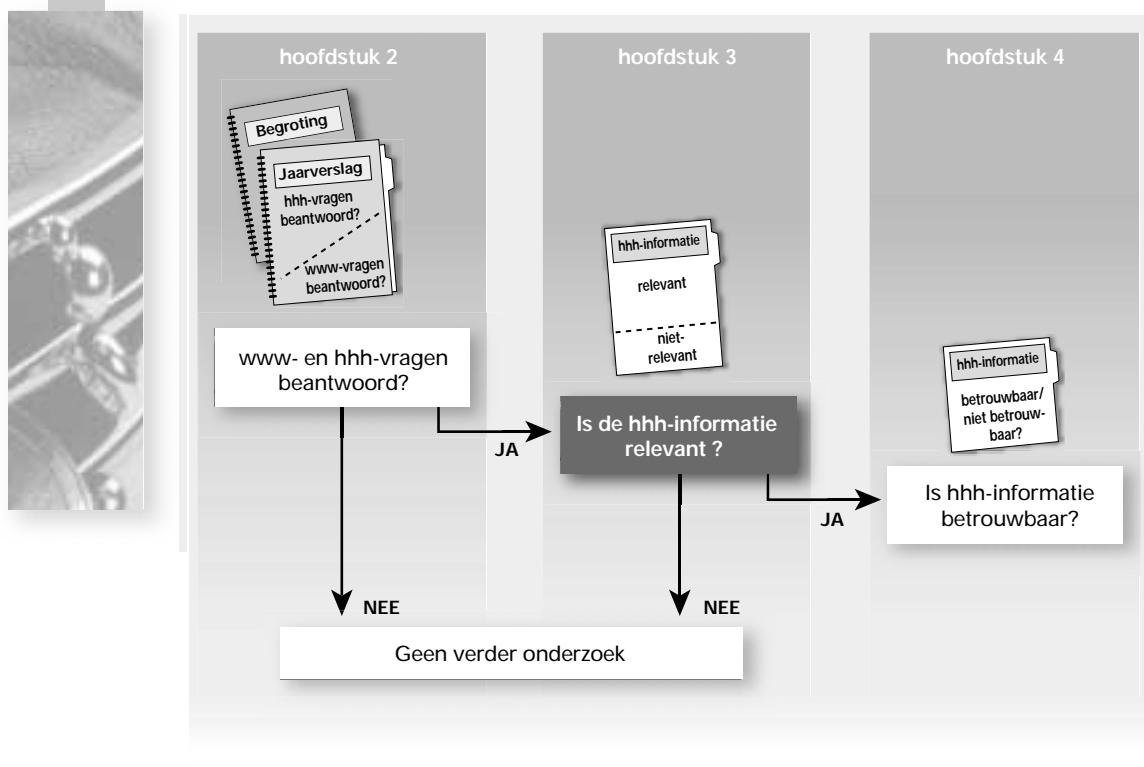 hoofdstuk 2
hoofdstuk 3
hoofdstuk 4
Begroting
Jaarverslag
hhh-vragen
beantwoord?
www-vragen
beantwoord?
hhh-informatie
relevant
niet-
relevant
hhh-informatie
betrouwbaar/
niet betrouw-
baar?
www- en hhh-vragen
beantwoord?
JA
Is de hhh-informatie
relevant ?
JA
Is hhh-informatie
betrouwbaar?
NEE
NEE
Geen verder onderzoek